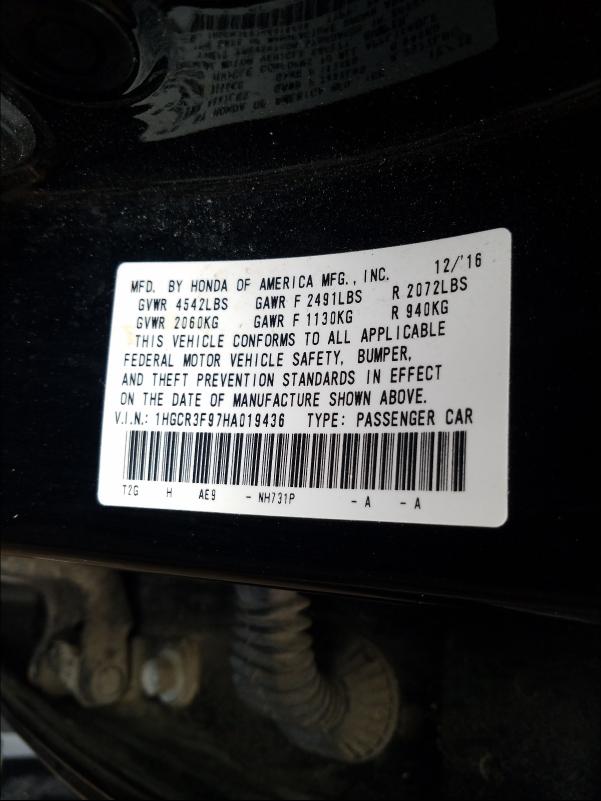 MFD. BY HONDA OF AMERICA MFG., INC. 12/'16
GVWR 4542LBS GAWR F 2491LBS R 2072LBS
GVWR 2060KG GAWR F 1130KG R 940KG
THIS VEHICLE CONFORMS TO ALL APPLICABLE
FEDERAL MOTOR VEHICLE SAFETY, BUMPER,
AND THEFT PREVENTION STANDARDS IN EFFECT
ON THE DATE OF MANUFACTURE SHOWN ABOVE.
V.I.N.: 1HGCR3F97HA019436 TYPE: PASSENGER CAR
T2G H AE9 - NH731P - A - A